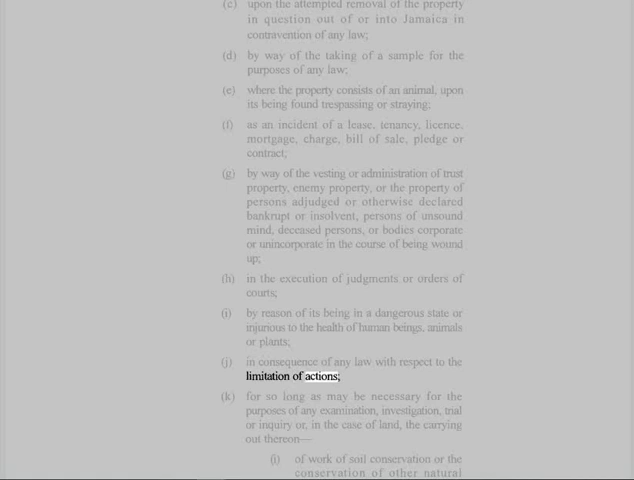 (c) upon the attempted removal of the property
in question out of or into Jamaica in
contravention of any law;
(d) by way of the taking of a sample for the
purposes of any law;
(e) where the property consists of an animal, upon
its being found trespassing or straying;
(f) as an incident of a lease, tenancy, licence,
mortgage, charge, bill of sale, pledge or
contract;
(g) by way of the vesting or administration of trust
property, enemy property, or the property of
persons adjudged or otherwise declared
bankrupt or insolvent, persons of unsound
mind, deceased persons, or bodies corporate
or unincorporate in the course of being wound
up;
(h) in the execution of judgments or orders of
courts;
(i) by reason of its being in a dangerous state or
injurious to the health of human beings, animals
or plants;
(j) in consequence of any law with respect to the
limitation of actions;
(k) for so long as may be necessary for the
purposes of any examination, investigation, trial
or inquiry or, in the case of land, the carrying
out thereon—
(i) of work of soil conservation or the
conservation of other natural